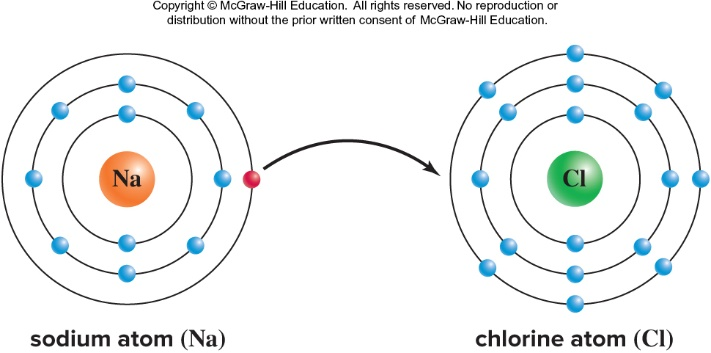 Copyright © McGraw-Hill Education. All rights reserved. No reproduction or
distribution without the prior written consent of McGraw-Hill Education.
Na
Cl
sodium atom (Na)
chlorine atom (Cl)